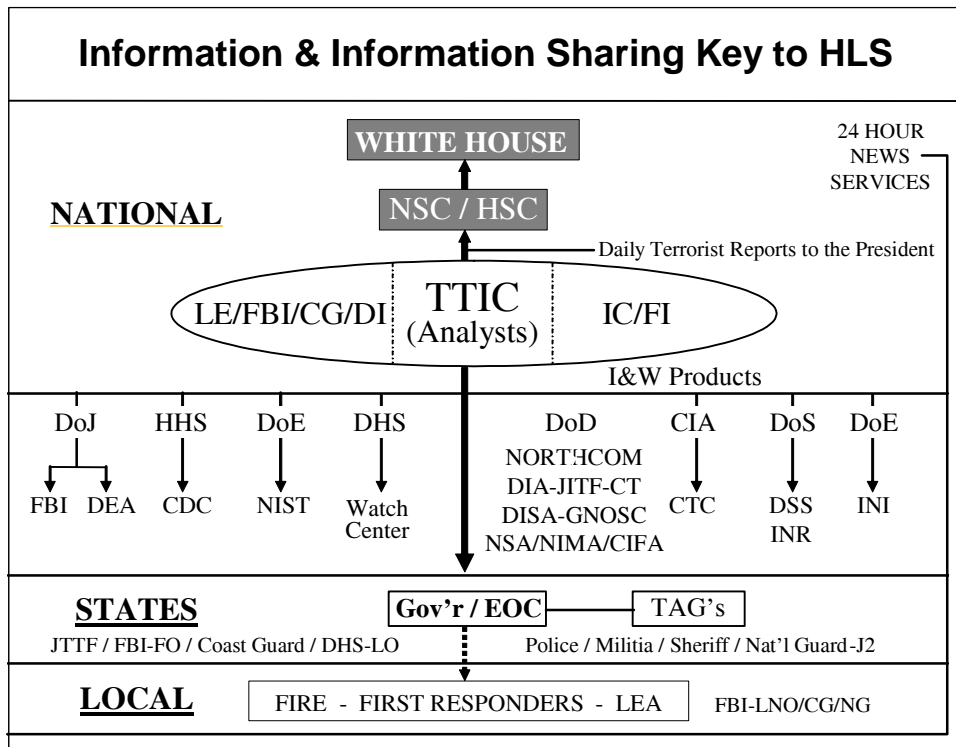 Information & Information Sharing Key to HLS
WHITE HOUSE
24 HOUR
NEWS
SERVICES
NSC / HSC
NATIONAL
Daily Terrorist Reports to the President
LE/FBI/CG/DI
TTIC
(Analysts)
IC/FI
I&W Products
DoJ HHS DoE DHS DoD CIA DoS DoE
FBI DEA CDC NIST Watch
Center
NORTHCOM
DIA-JITF-CT
DISA-GNOSC
NSA/NIMA/CIFA
CTC DSS
INR
INI
STATES
Gov'r / EOC
TAG's
JTTF / FBI-FO / Coast Guard / DHS-LO
Police / Militia / Sheriff / Nat'l Guard-J2
LOCAL
FIRE - FIRST RESPONDERS - LEA
FBI-LNO/CG/NG